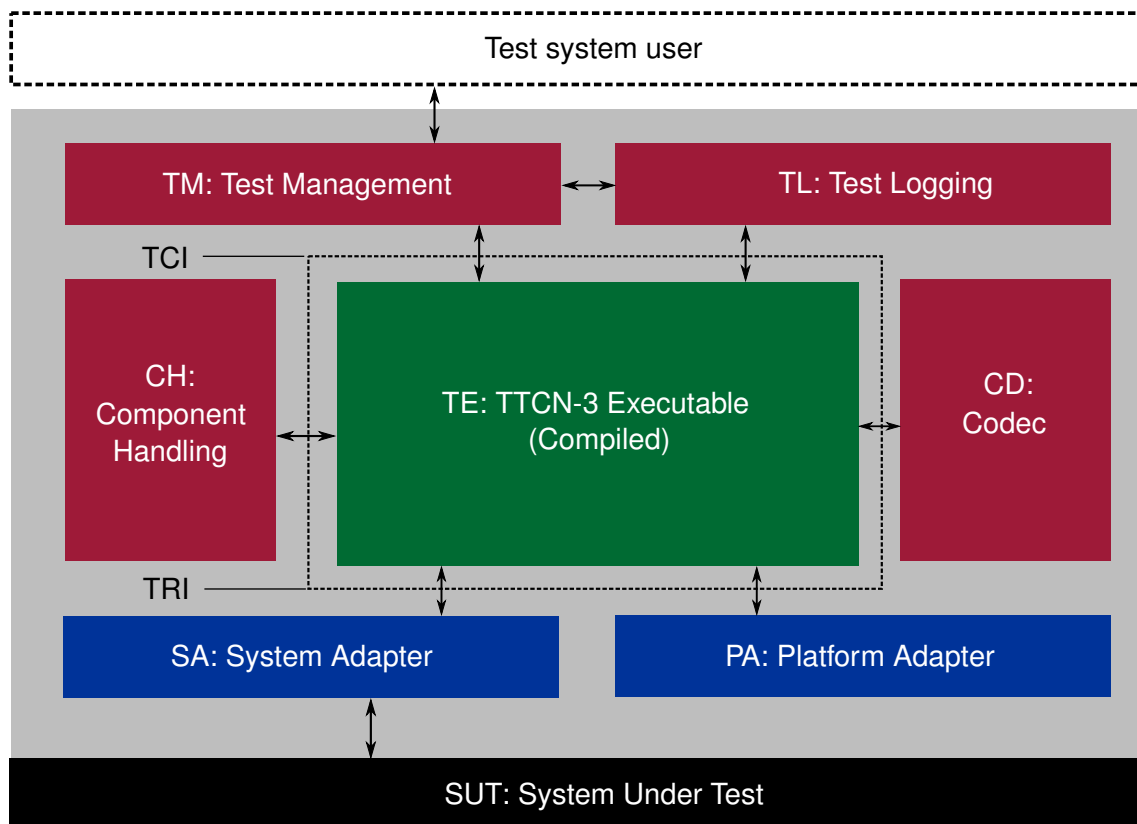 Test system user
TM: Test Management
TL: Test Logging
TCI
CH:
Component
Handling
TE: TTCN-3 Executable
(Compiled)
CD:
Codec
TRI
SA: System Adapter
PA: Platform Adapter
SUT: System Under Test